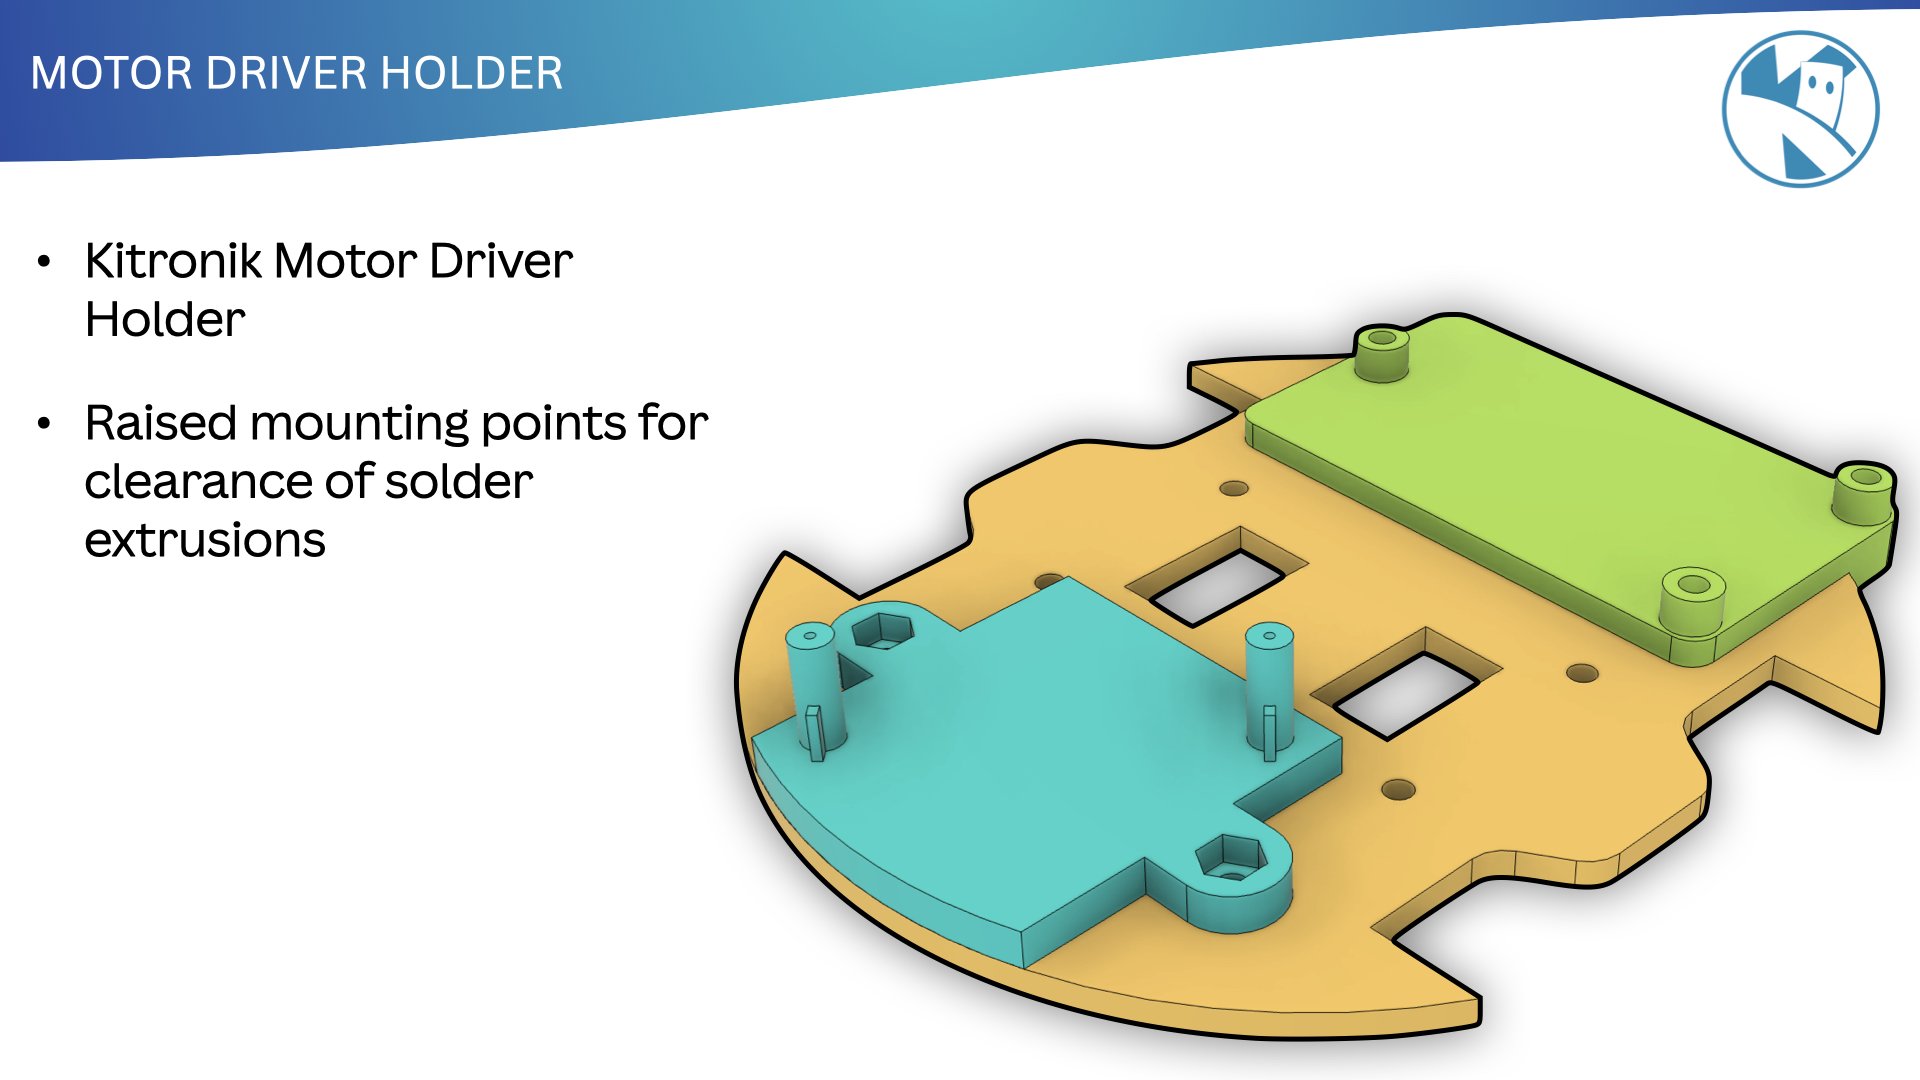 MOTOR DRIVER HOLDER
• Kitronik Motor Driver
Holder
• Raised mounting points for
clearance of solder
extrusions